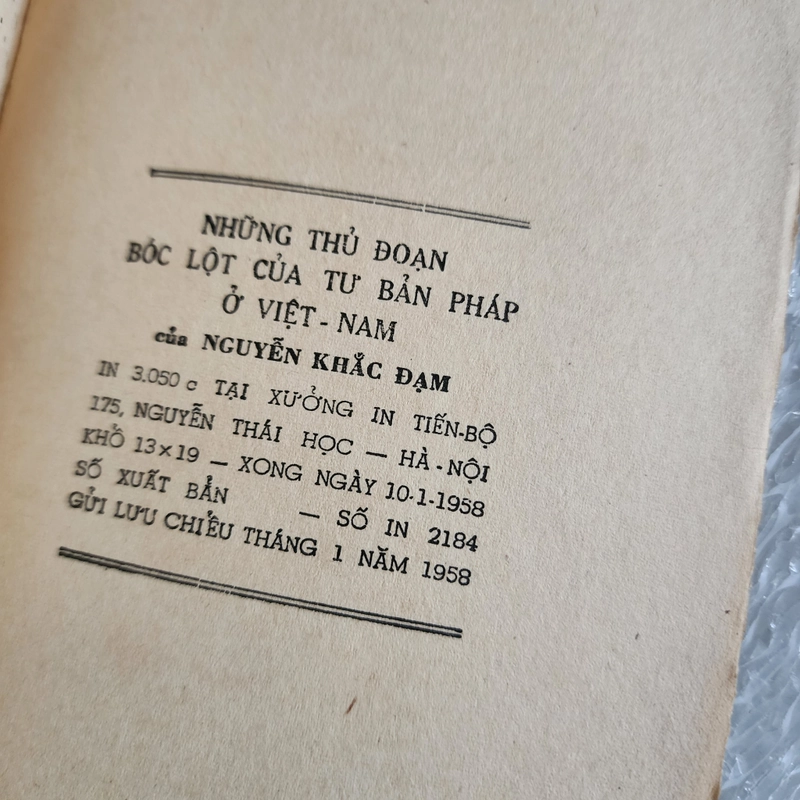 NHỮNG THỦ ĐOẠN
BÓC LỘT CỦA TƯ BẢN PHÁP
Ở VIỆT-NAM
của NGUYỄN KHẮC ĐẠM
IN 3.050 c TẠI XƯỞNG IN TIẾN-BỘ
175, NGUYỄN THÁI HỌC — HÀ-NỘI
KHỔ 13×19 — XONG NGÀY 10-1-1958
SỐ XUẤT BẢN — SỐ IN 2184
GỬI LƯU CHIỀU THÁNG 1 NĂM 1958